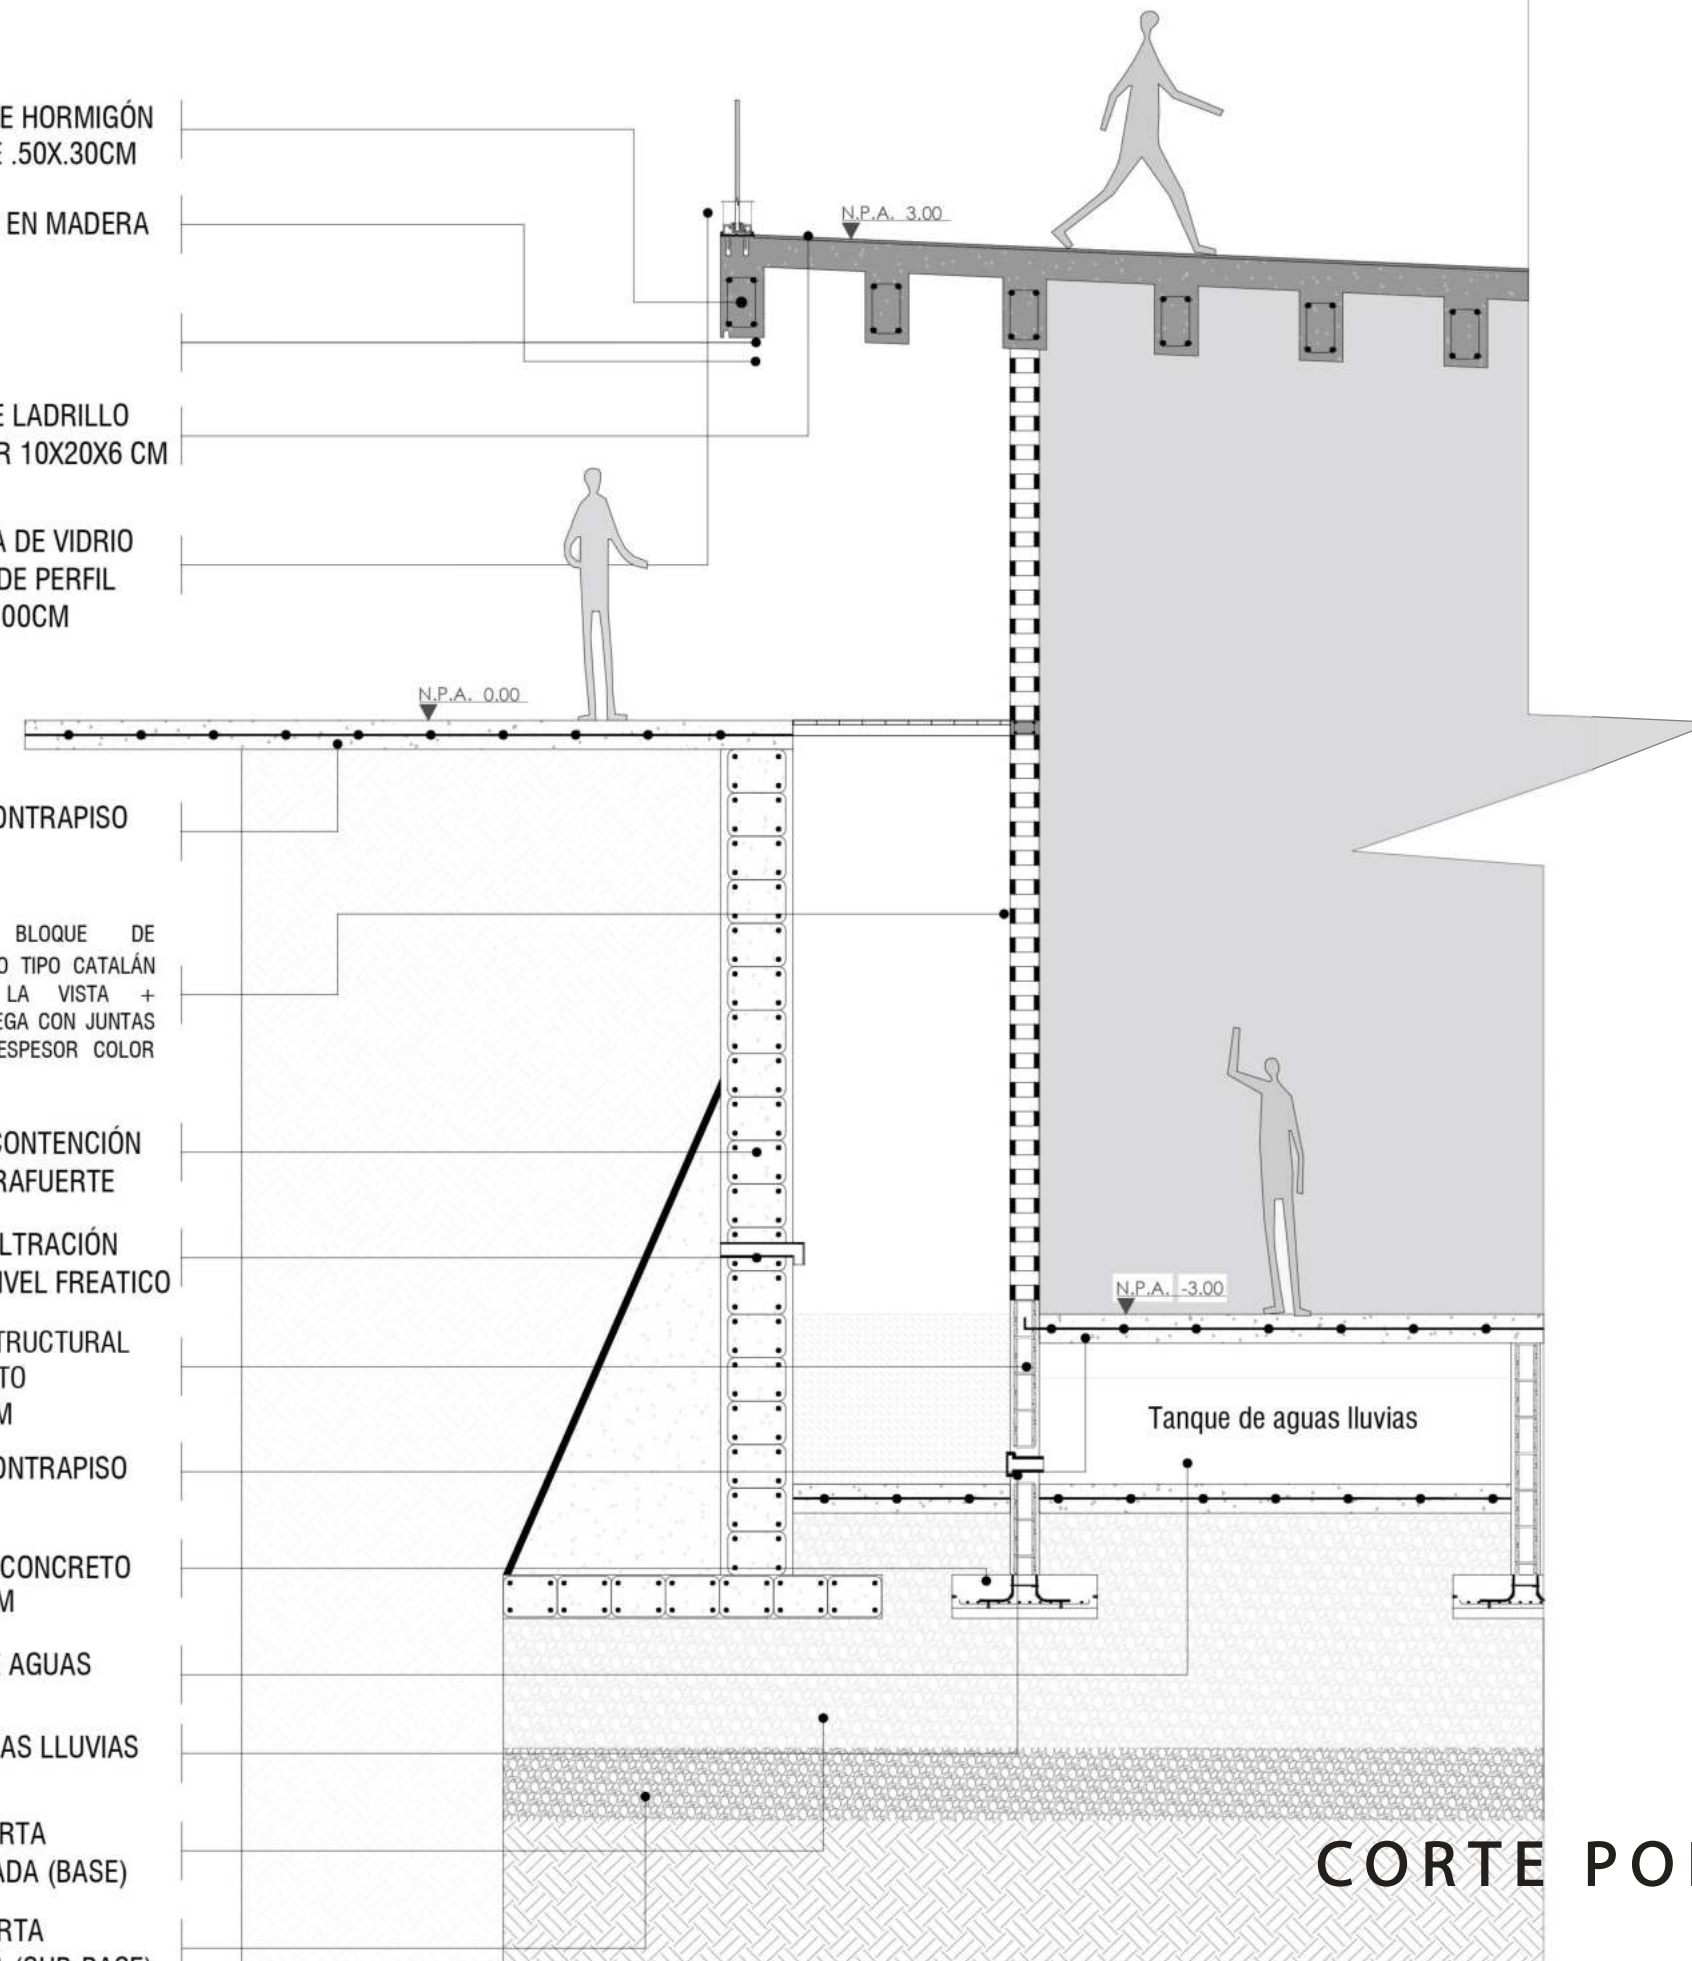 E HORMIGÓN
E .50X.30CM
N.P.A. 3.00
EN MADERA
E LADRILLO
R 10X20X6 CM
A DE VIDRIO
DE PERFIL
00CM
N.P.A. 0.00
ONTRAPISO
BLOQUE DE
O TIPO CATALÁN
LA VISTA +
EGA CON JUNTAS
ESPESOR COLOR
CONTENCIÓN
RAFUERTE
LTRACIÓN
IVEL FREATICO
N.P.A. -3.00
TRUCTURAL
TO
M
Tanque de aguas lluvias
ONTRAPISO
CONCRETO
M
E AGUAS
AS LLUVIAS
RTA
ADA (BASE)
CORTE POR
RTA